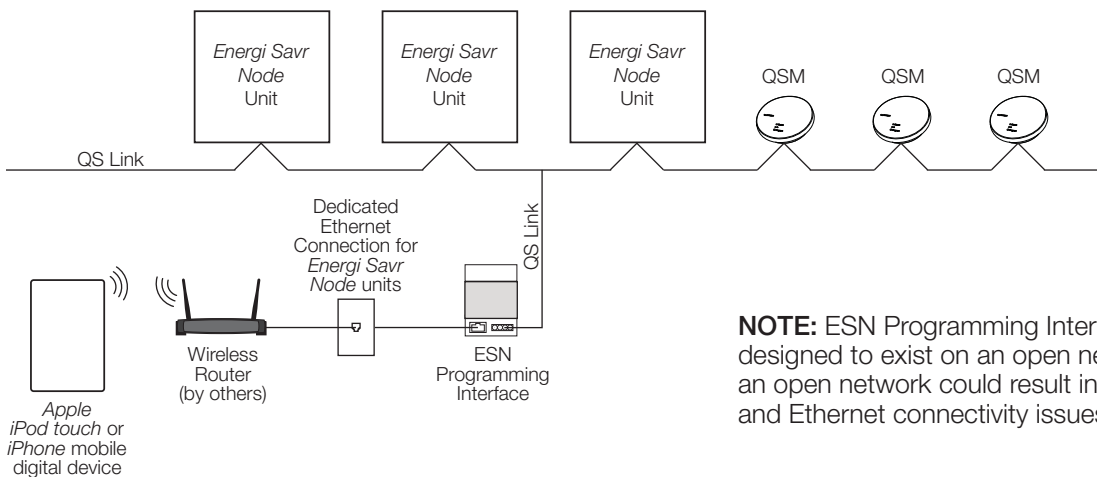 Energi Savr
Node
Unit
Energi Savr
Node
Unit
Energi Savr
Node
Unit
QSM
QSM
QSM
QS Link
QS Link
Dedicated
Ethernet
Connection for
Energi Savr
Node units
Wireless
Router
(by others)
ESN
Programming
Interface
Apple
iPod touch or
iPhone mobile
digital device
NOTE: ESN Programming
designed to exist on an open
an open network could result in
and Ethernet connectivity issues